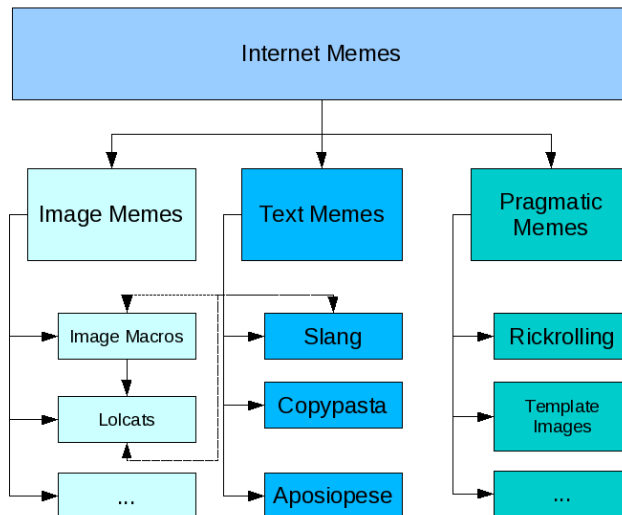 Internet Memes
Image Memes
Text Memes
Pragmatic
Memes
Image Macros
Slang
Rickrolling
Lolcats
Copypasta
Template
Images
...
Aposiopese
...